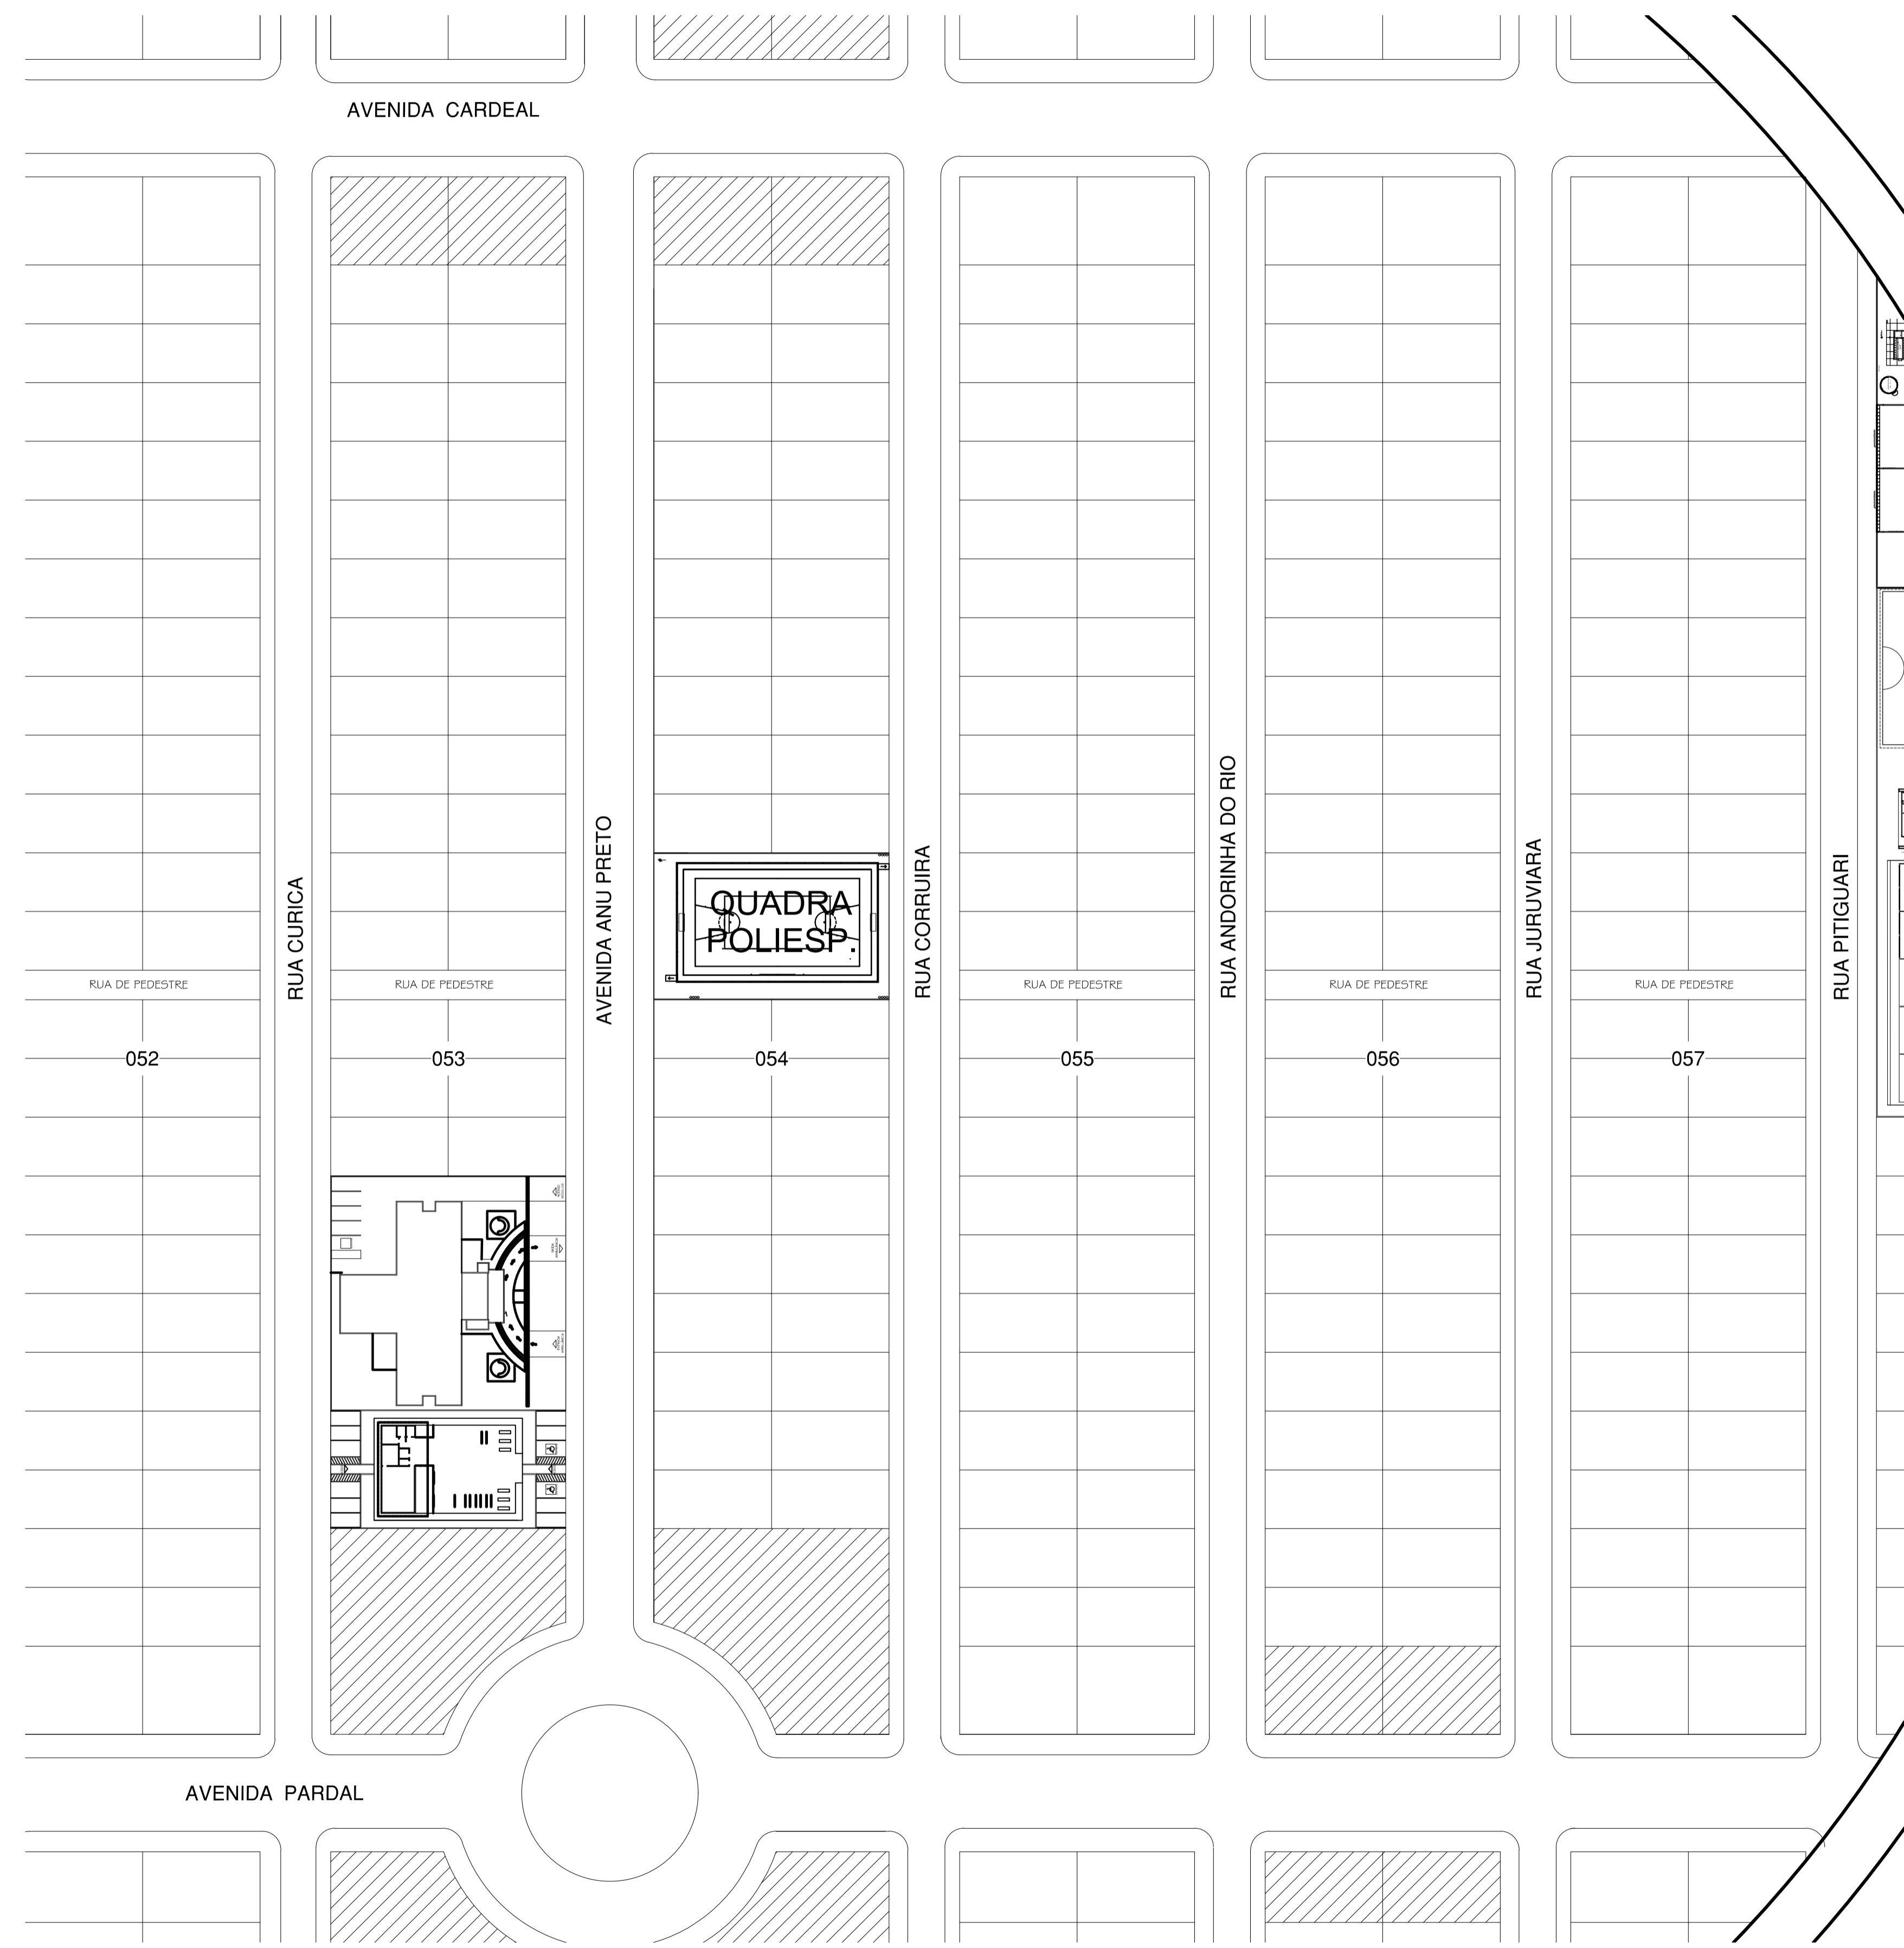 AVENIDA CARDEAL
RUA CURICA
AVENIDA ANU PRETO
QUADRA
POLIESP.
RUA CORRUIRA
RUA ANDORINHA DO RIO
RUA JURUVIARA
RUA PITIGUARI
RUA DE PEDESTRE
RUA DE PEDESTRE
RUA DE PEDESTRE
RUA DE PEDESTRE
RUA DE PEDESTRE
052
053
054
055
056
057
AVENIDA PARDAL